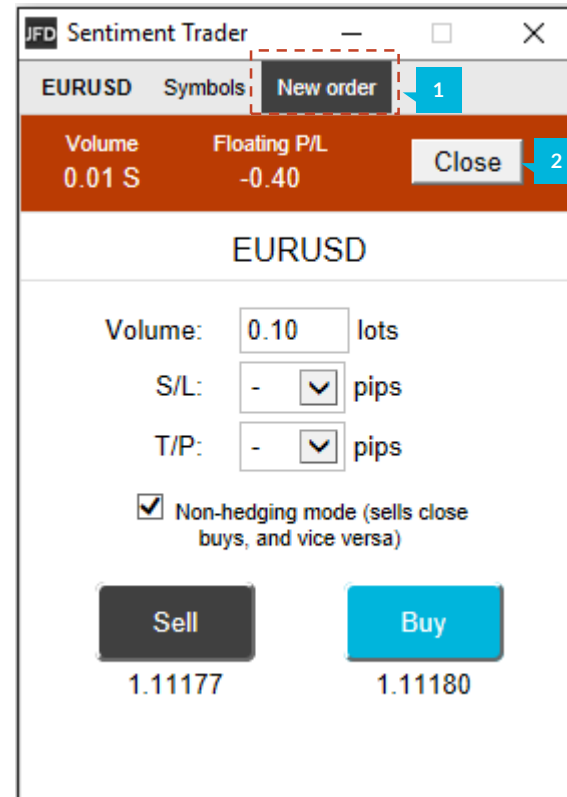 JFD Sentiment Trader
EURUSD Symbols New order 1
Volume Floating P/L
0.01 S -0.40 Close 2
EURUSD
Volume: 0.10 lots
S/L: - pips
T/P: - pips
Non-hedging mode (sells close
buys, and vice versa)
Sell Buy
1.11177 1.11180